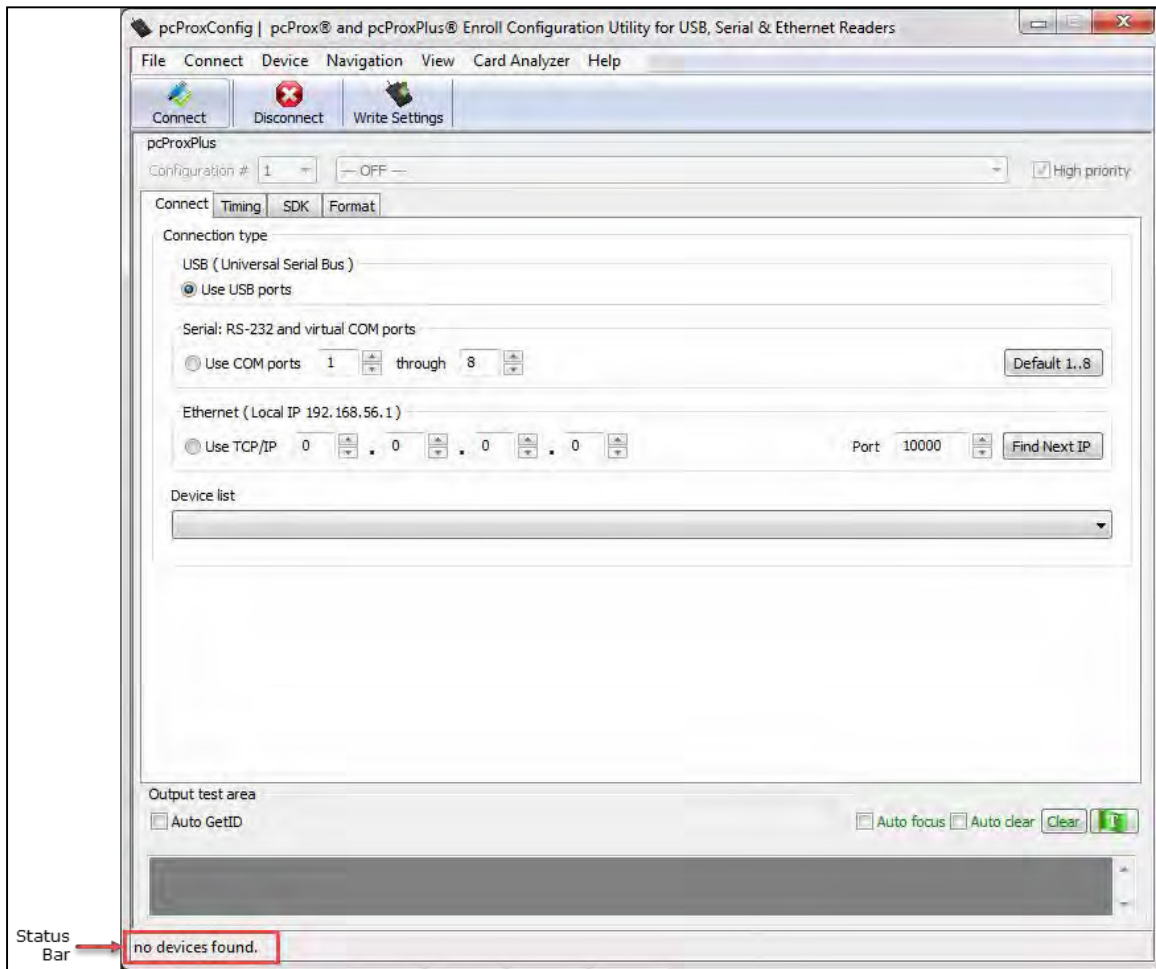 pcProxConfig | pcProx® and pcProxPlus® Enroll Configuration Utility for USB, Serial & Ethernet Readers
File Connect Device Navigation View Card Analyzer Help
Connect Disconnect Write Settings
pcProxPlus
Configuration # 1 --- OFF --- High priority
Connect Timing SDK Format
Connection type
USB ( Universal Serial Bus )
Use USB ports
Serial: RS-232 and virtual COM ports
Use COM ports 1 through 8 Default 1..8
Ethernet ( Local IP 192.168.56.1 )
Use TCP/IP 0 . 0 . 0 . 0 Port 10000 Find Next IP
Device list
Output test area
Auto GetID Auto focus Auto clear Clear
Status
Bar
no devices found.